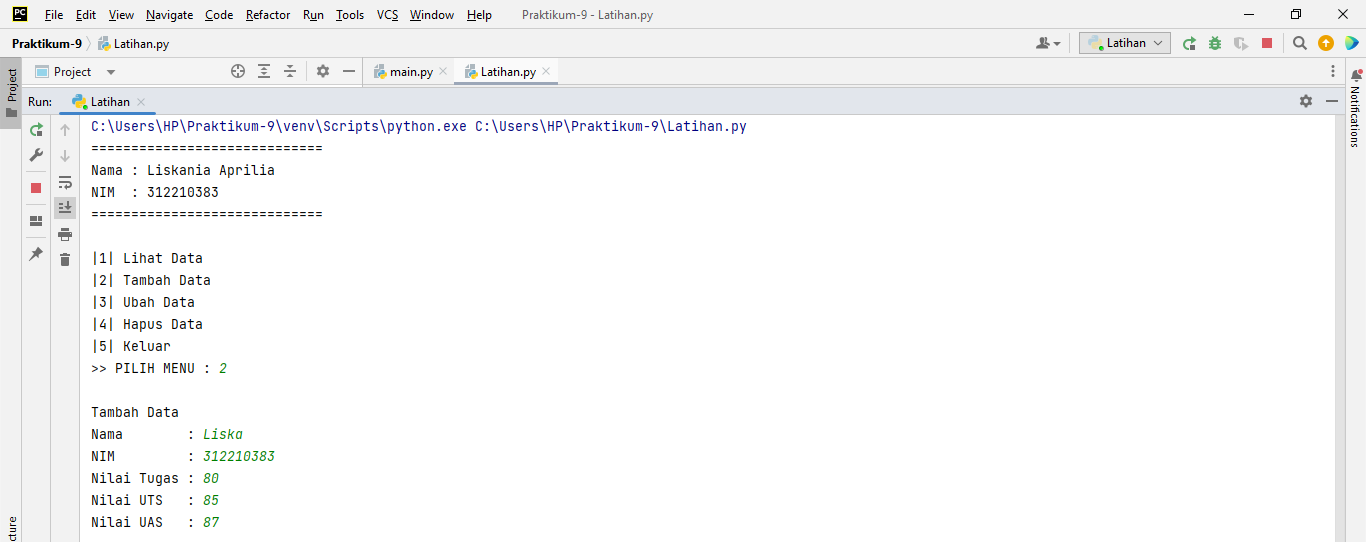 PC File Edit View Navigate Code Refactor Run Tools VCS Window Help Praktikum-9 - Latihan.py
Praktikum-9 Latihan.py Latihan
Project main.py Latihan.py
Project
Notifications
Run: Latihan
C:\Users\HP\Praktikum-9\venv\Scripts\python.exe C:\Users\HP\Praktikum-9\Latihan.py
=============================
Nama : Liskania Aprilia
NIM  : 312210383
=============================
|1| Lihat Data
|2| Tambah Data
|3| Ubah Data
|4| Hapus Data
|5| Keluar
>> PILIH MENU : 2
Tambah Data
Nama        : Liska
NIM         : 312210383
Nilai Tugas : 80
Nilai UTS   : 85
Nilai UAS   : 87
cture